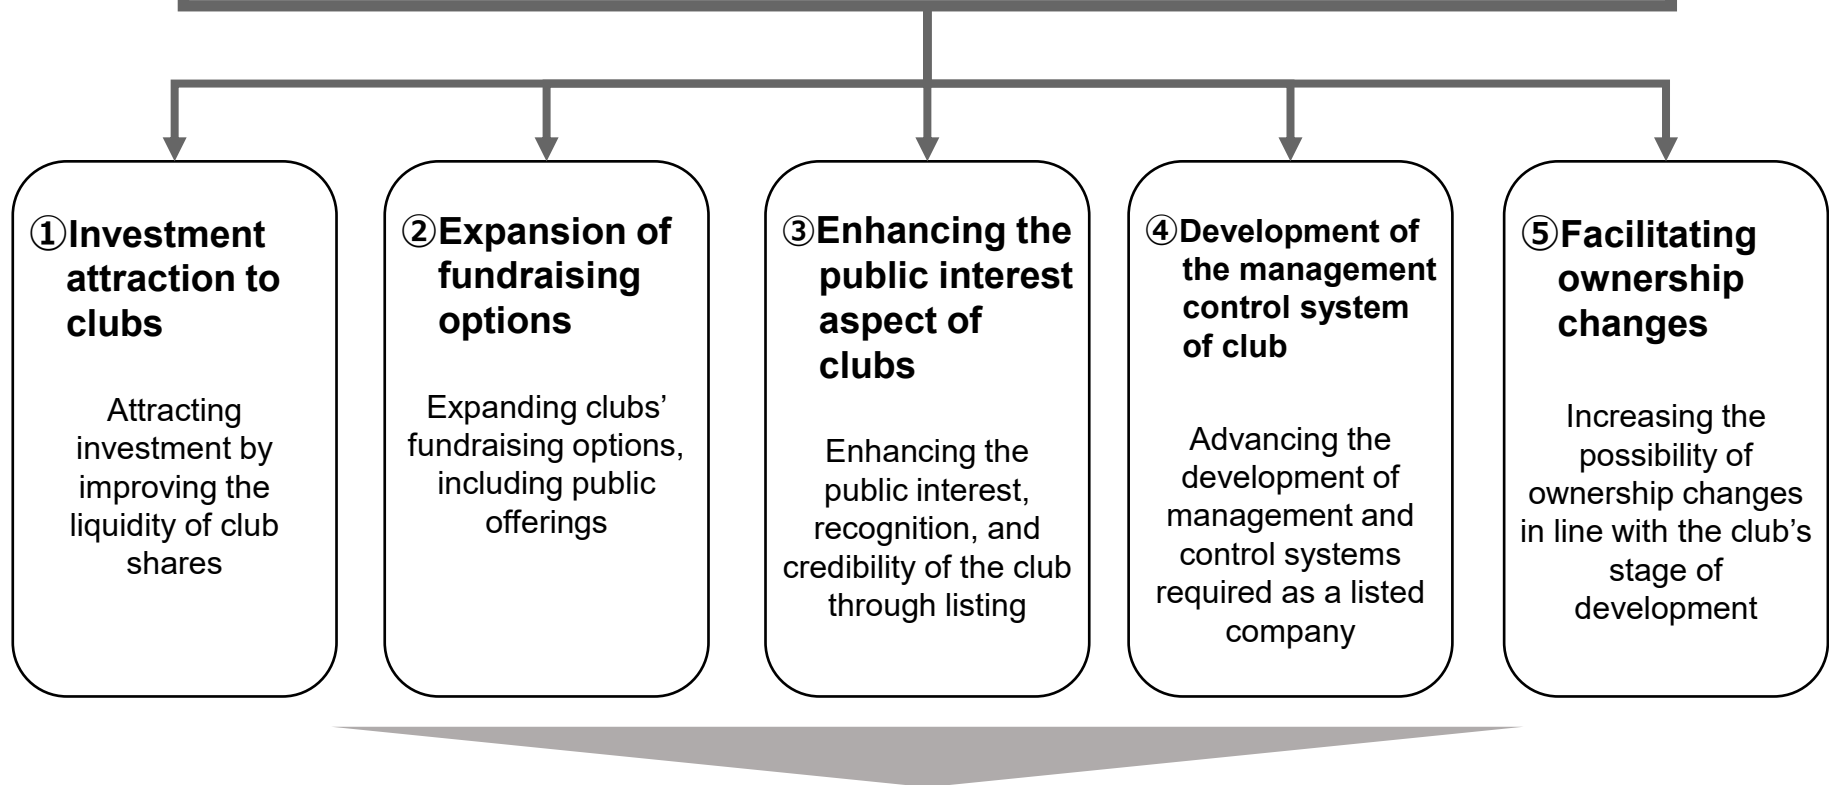 ①Investment
attraction to
clubs
Attracting
investment by
improving the
liquidity of club
shares
②Expansion of
fundraising
options
Expanding clubs’
fundraising options,
including public
offerings
③Enhancing the
public interest
aspect of
clubs
Enhancing the
public interest,
recognition, and
credibility of the club
through listing
④Development of
the management
control system
of club
Advancing the
development of
management and
control systems
required as a listed
company
⑤Facilitating
ownership
changes
Increasing the
possibility of
ownership changes
in line with the club’s
stage of
development